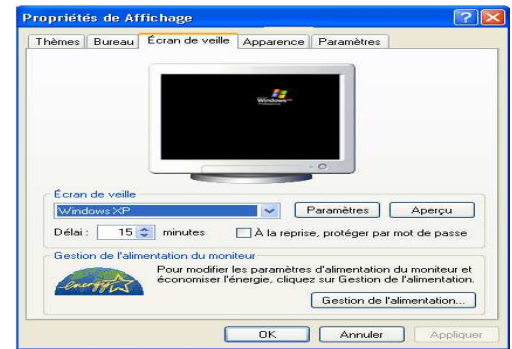 Propriétés de Affichage
Thèmes Bureau Écran de veille Apparence Paramètres
Windows
Écran de veille
Windows XP Paramètres Aperçu
Délai : 15 minutes À la reprise, protéger par mot de passe
Gestion de l'alimentation du moniteur
Pour modifier les paramètres d'alimentation du moniteur et
économiser l'énergie, cliquez sur Gestion de l'alimentation.
energy
Gestion de l'alimentation...
OK Annuler Appliquer